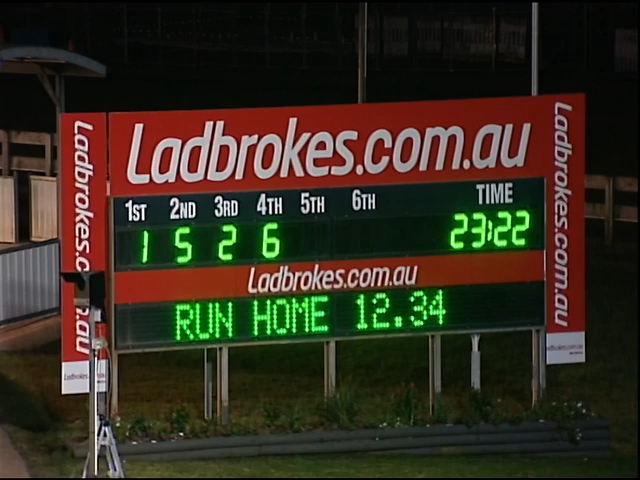 Ladbrokes.com.au
1ST 2ND 3RD 4TH 5TH 6TH TIME
1 5 2 6 23:22
Ladbrokes.com.au
RUN HOME 12.34
Ladbrokes.c
.au
Ladbrokes.com.au